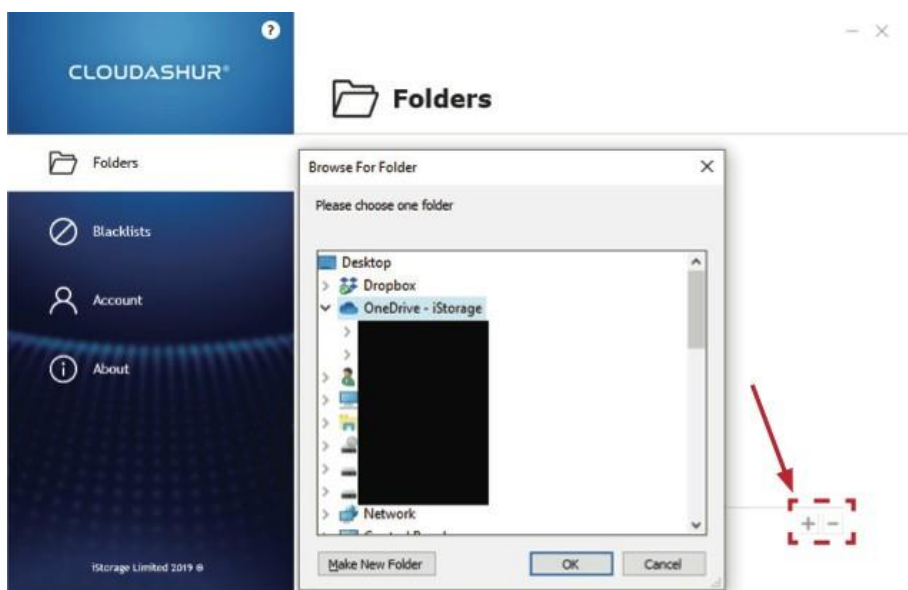 ?
CLOUDASHUR®
Folders
Folders
Blacklists
Account
About
iStorage Limited 2019 ©
Browse For Folder
Please choose one folder
Desktop
Dropbox
OneDrive - iStorage
Network
Make New Folder
OK
Cancel
+ -